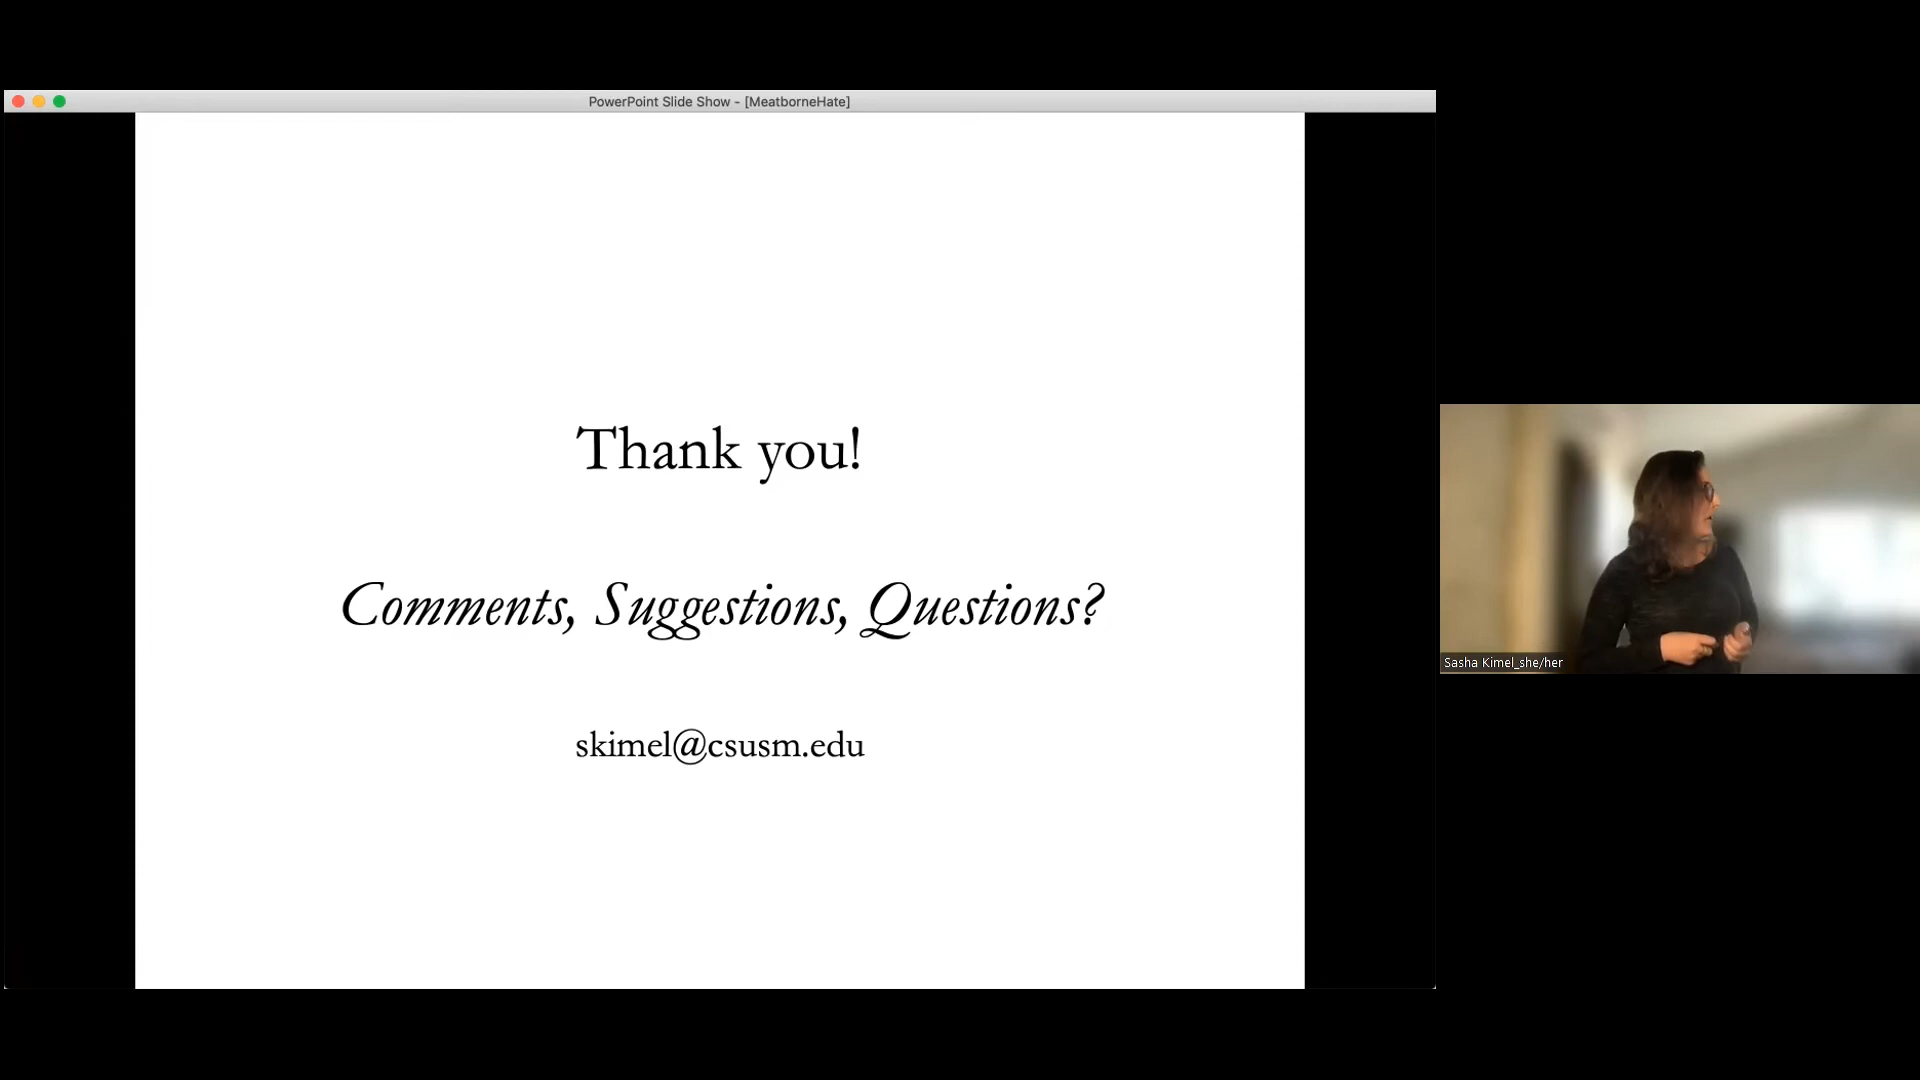 PowerPoint Slide Show - [MeatborneHate]
Thank you!
Comments, Suggestions, Questions?
skimel@csusm.edu
Sasha Kimel_she/her